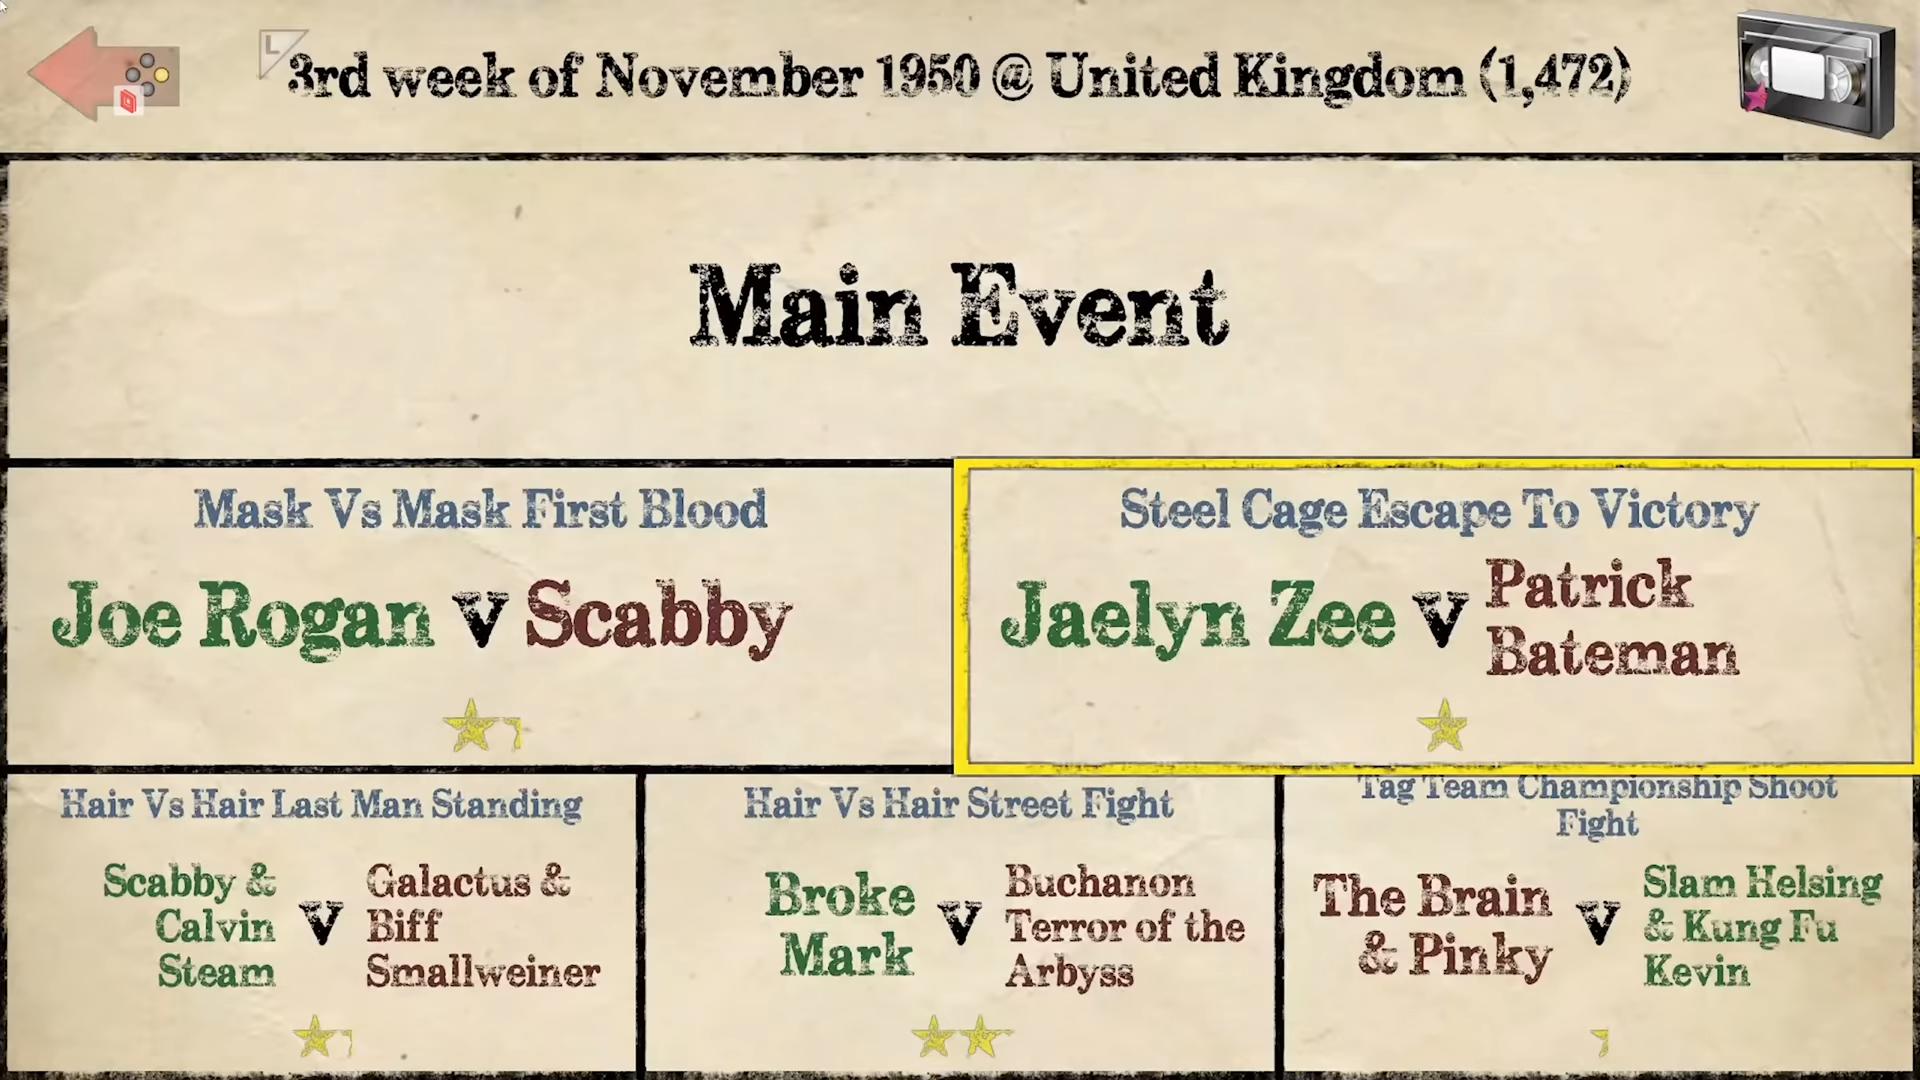 L
3rd week of November 1950 @ United Kingdom (1,472)
Main Event
Mask Vs Mask First Blood
Joe Rogan v Scabby
Steel Cage Escape To Victory
Jaelyn Zee v Patrick
Bateman
Hair Vs Hair Last Man Standing
Scabby &
Calvin
Steam
v
Galactus &
Biff
Smallweiner
Hair Vs Hair Street Fight
Broke
Mark
v
Buchanon
Terror of the
Arbyss
Tag Team Championship Shoot
Fight
The Brain
& Pinky
v
Slam Helsing
& Kung Fu
Kevin